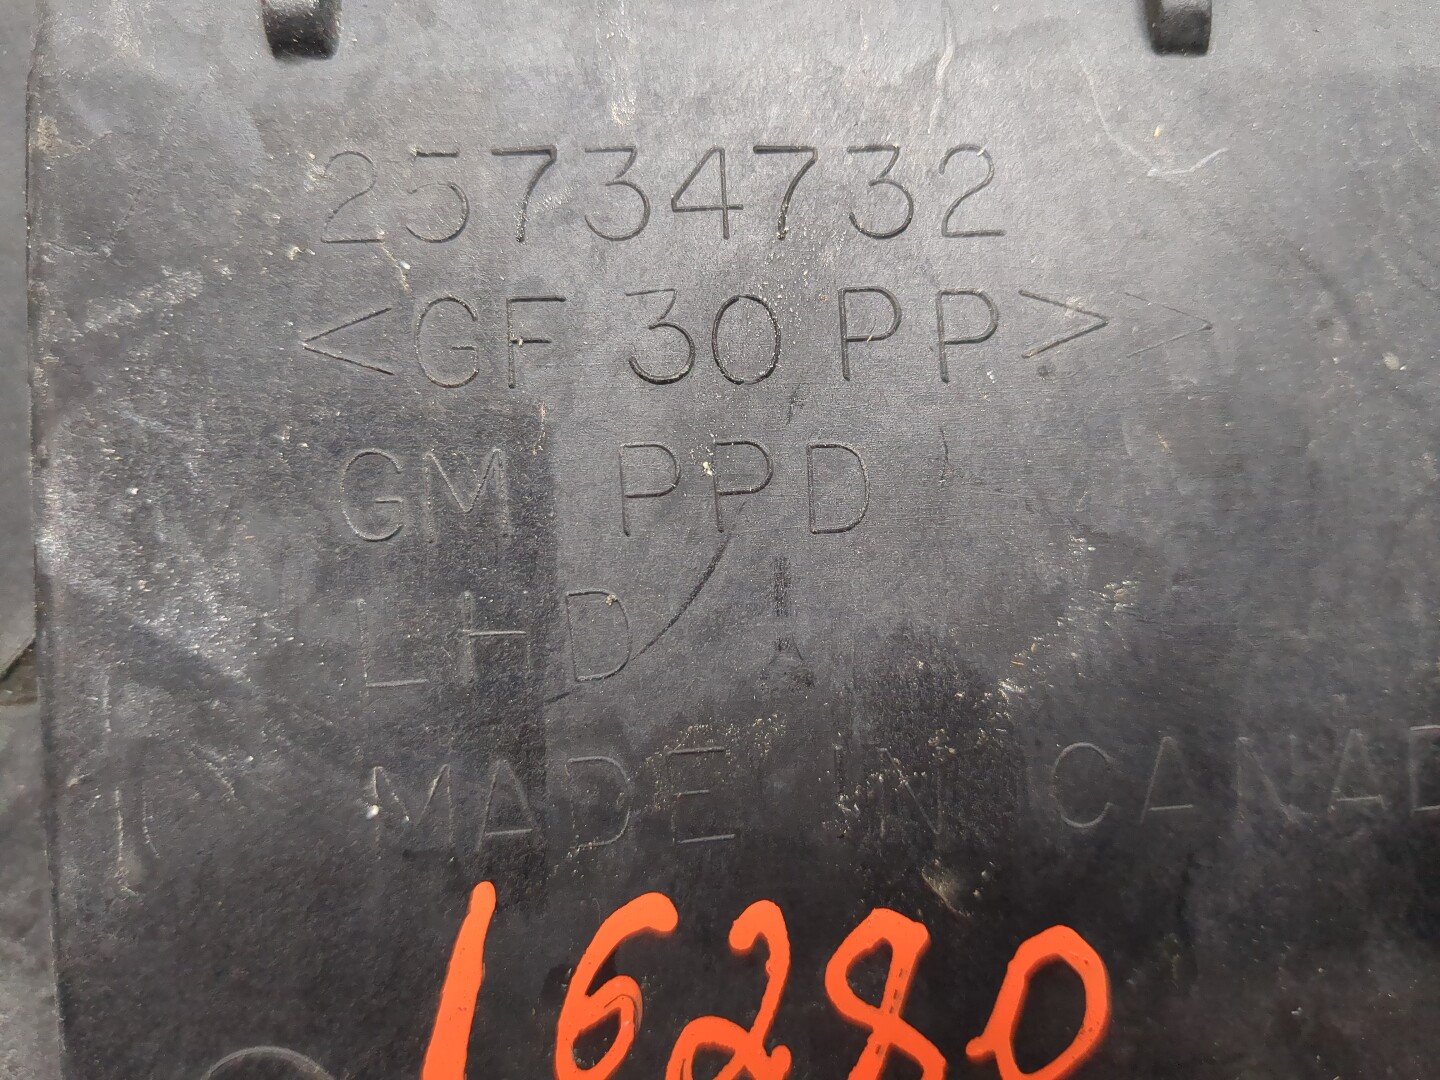 25734732
<GF 30 PP>>
GM PPD
LHD
MADE IN CANAD
16280